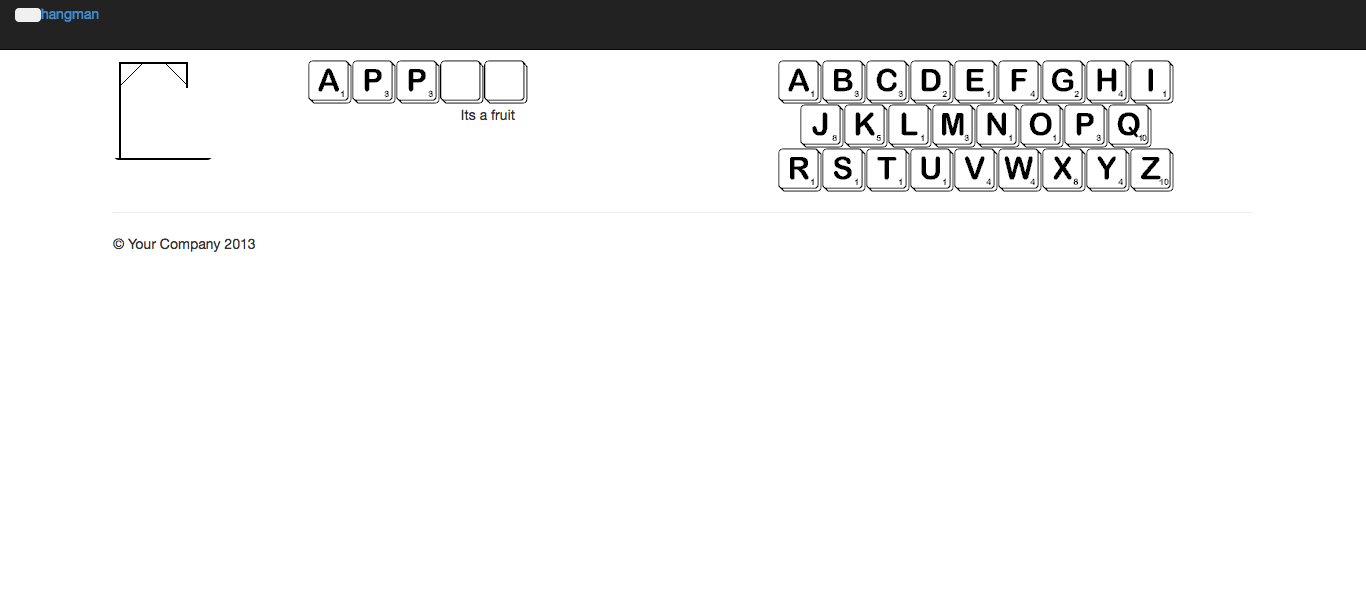 hangman
A1 P3 P3
Its a fruit
A1 B3 C3 D2 E1 F4 G2 H4 I1
J8 K5 L1 M3 N1 O1 P3 Q10
R1 S1 T1 U1 V4 W4 X8 Y4 Z10
© Your Company 2013